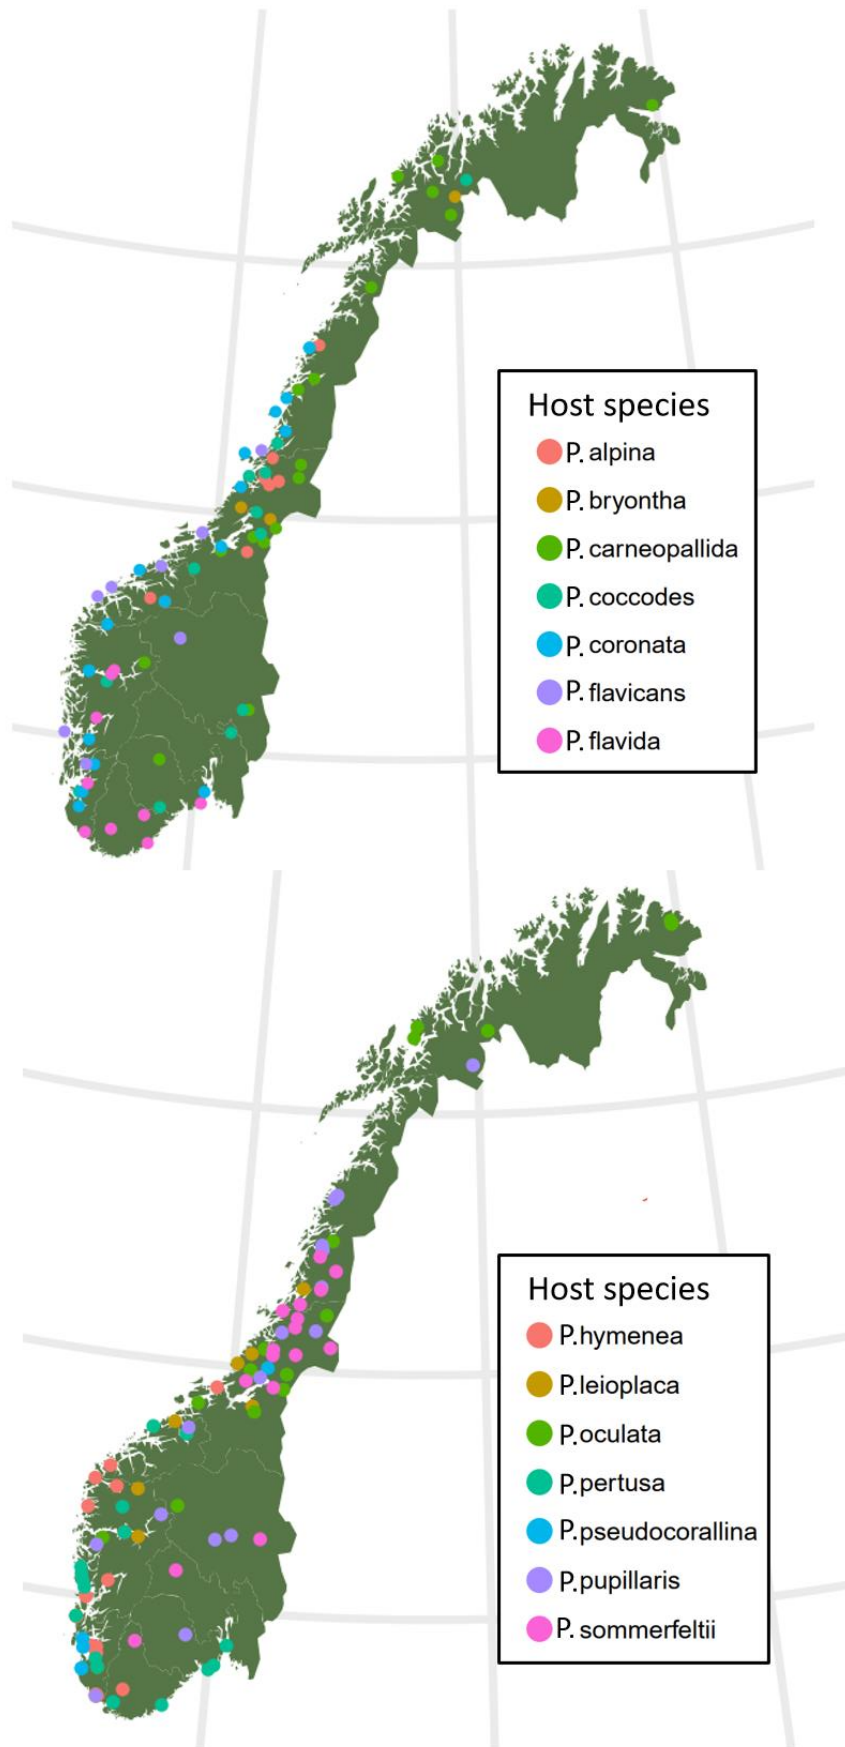 Host species
P. alpina
P. bryontha
P. carneopallida
P. coccodes
P. coronata
P. flavicans
P. flavida
Host species
P. hymenea
P. leioplaca
P. oculata
P. pertusa
P. pseudocorallina
P. pupillaris
P. sommerfeltii